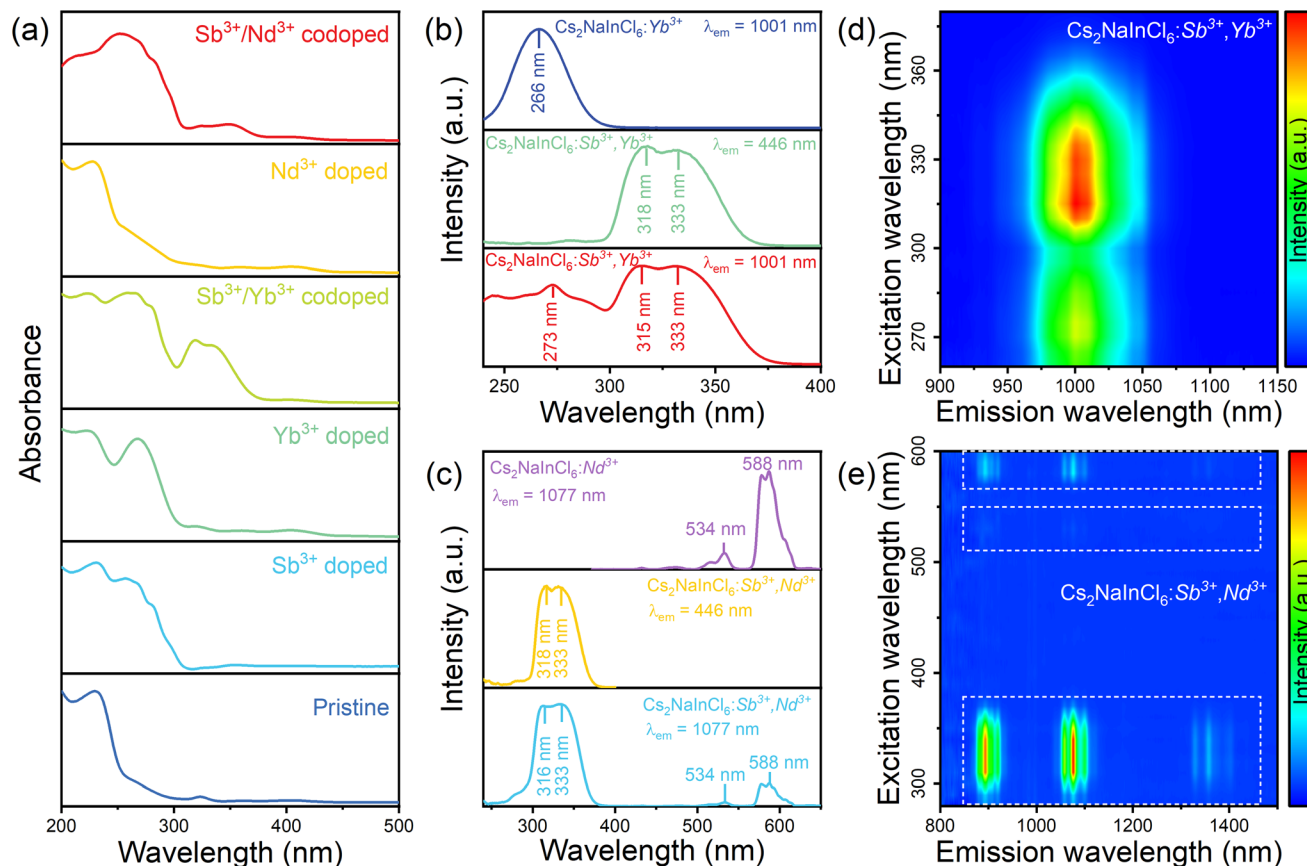 (a)
Sb³⁺/Nd³⁺ codoped
Nd³⁺ doped
Sb³⁺/Yb³⁺ codoped
Yb³⁺ doped
Sb³⁺ doped
Pristine
Absorbance
200 300 400 500
Wavelength (nm)
(b)
Cs₂NaInCl₆:Yb³⁺ λem = 1001 nm
266 nm
Cs₂NaInCl₆:Sb³⁺,Yb³⁺ λem = 446 nm
318 nm
333 nm
Cs₂NaInCl₆:Sb³⁺,Yb³⁺ λem = 1001 nm
273 nm
315 nm
333 nm
Intensity (a.u.)
250 300 350 400
Wavelength (nm)
(c)
Cs₂NaInCl₆:Nd³⁺
λem = 1077 nm
534 nm
588 nm
Cs₂NaInCl₆:Sb³⁺,Nd³⁺
λem = 446 nm
318 nm
333 nm
Cs₂NaInCl₆:Sb³⁺,Nd³⁺
λem = 1077 nm
316 nm
333 nm
534 nm
588 nm
Intensity (a.u.)
300 400 500 600
Wavelength (nm)
(d)
Cs₂NaInCl₆:Sb³⁺,Yb³⁺
Excitation wavelength (nm)
360
330
300
270
900 950 1000 1050 1100 1150
Emission wavelength (nm)
Intensity (a.u.)
(e)
Cs₂NaInCl₆:Sb³⁺,Nd³⁺
Excitation wavelength (nm)
600
500
400
300
800 1000 1200 1400
Emission wavelength (nm)
Intensity (a.u.)